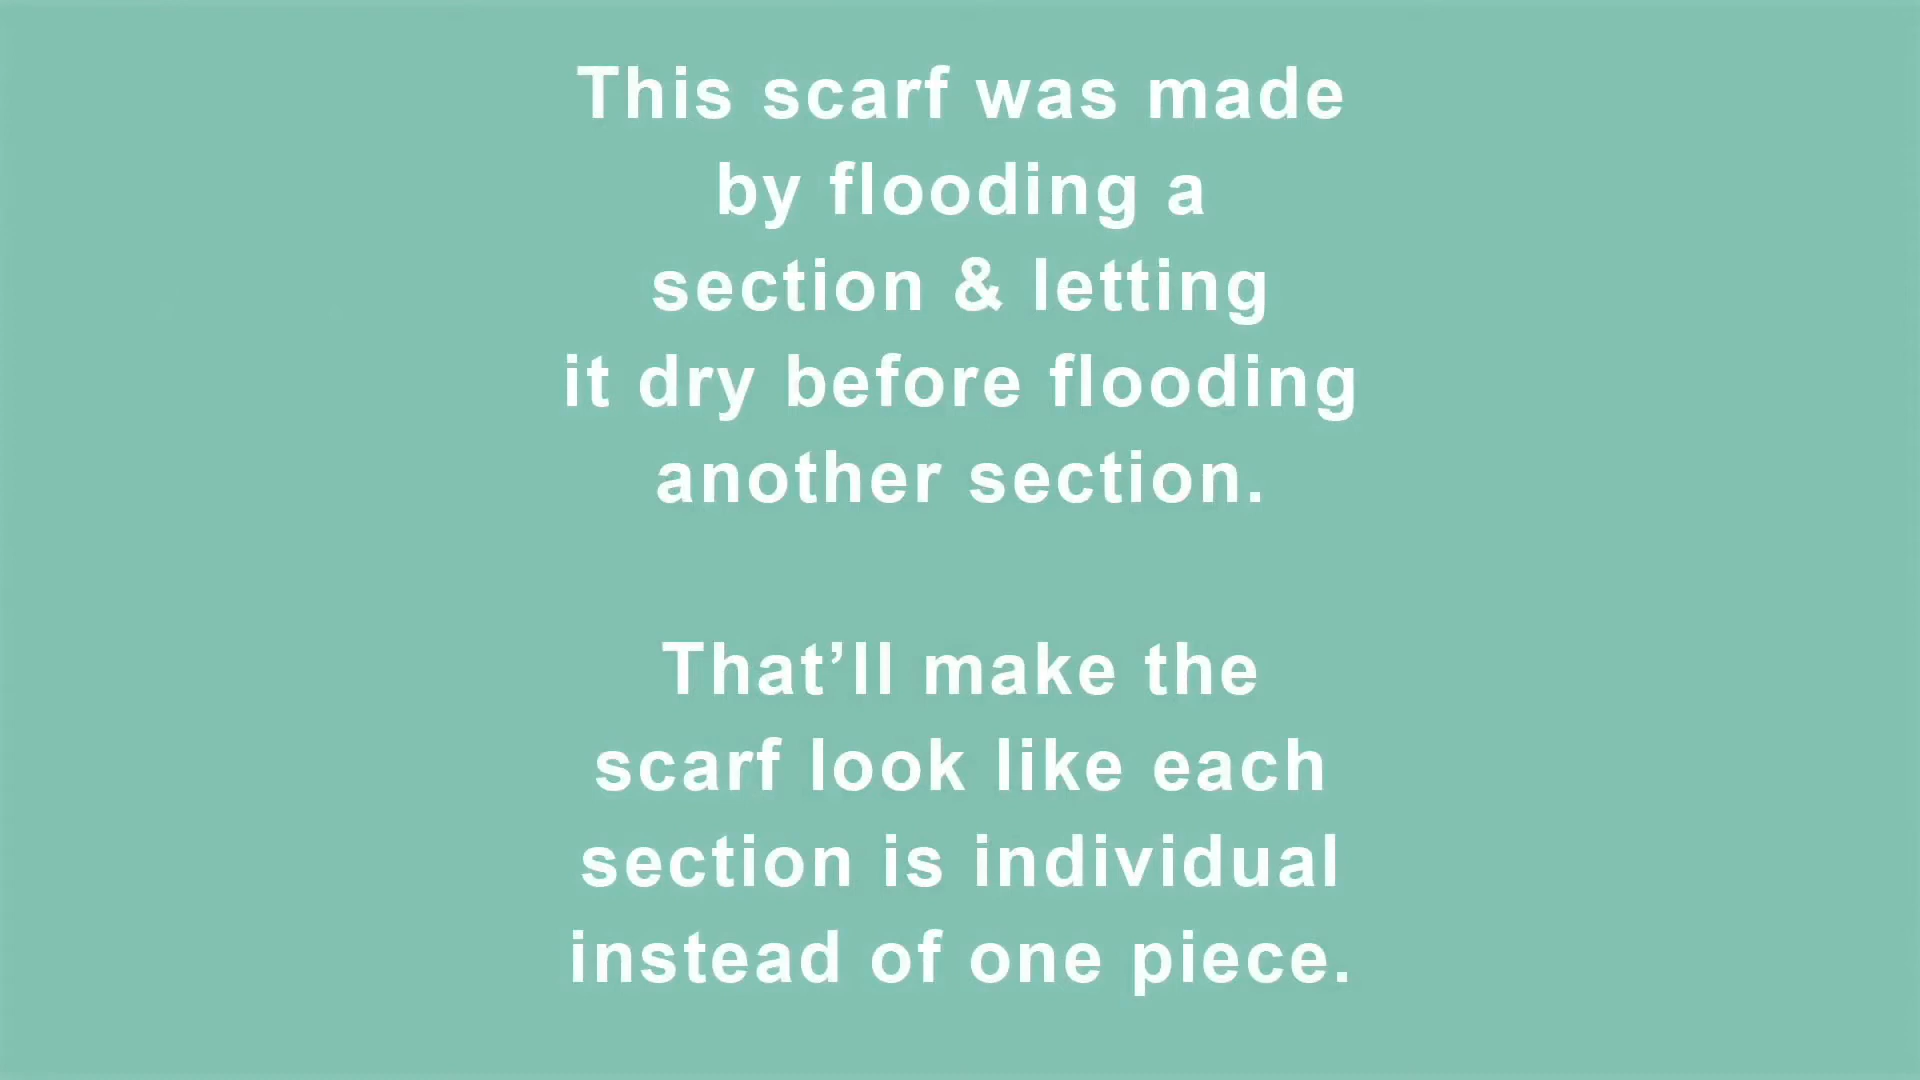 This scarf was made
by flooding a
section & letting
it dry before flooding
another section.
That’ll make the
scarf look like each
section is individual
instead of one piece.